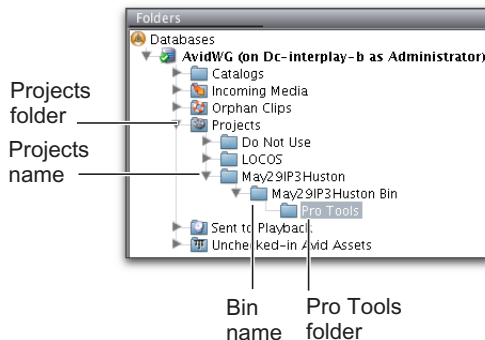 Folders
Databases
AvidWG (on Dc-interplay-b as Administrator)
Catalogs
Incoming Media
Orphan Clips
Projects
Do Not Use
LOCOS
May29IP3Huston
May29IP3Huston Bin
Pro Tools
Sent to Playback
Unchecked-in Avid Assets
Projects
folder
Projects
name
Bin
name
Pro Tools
folder